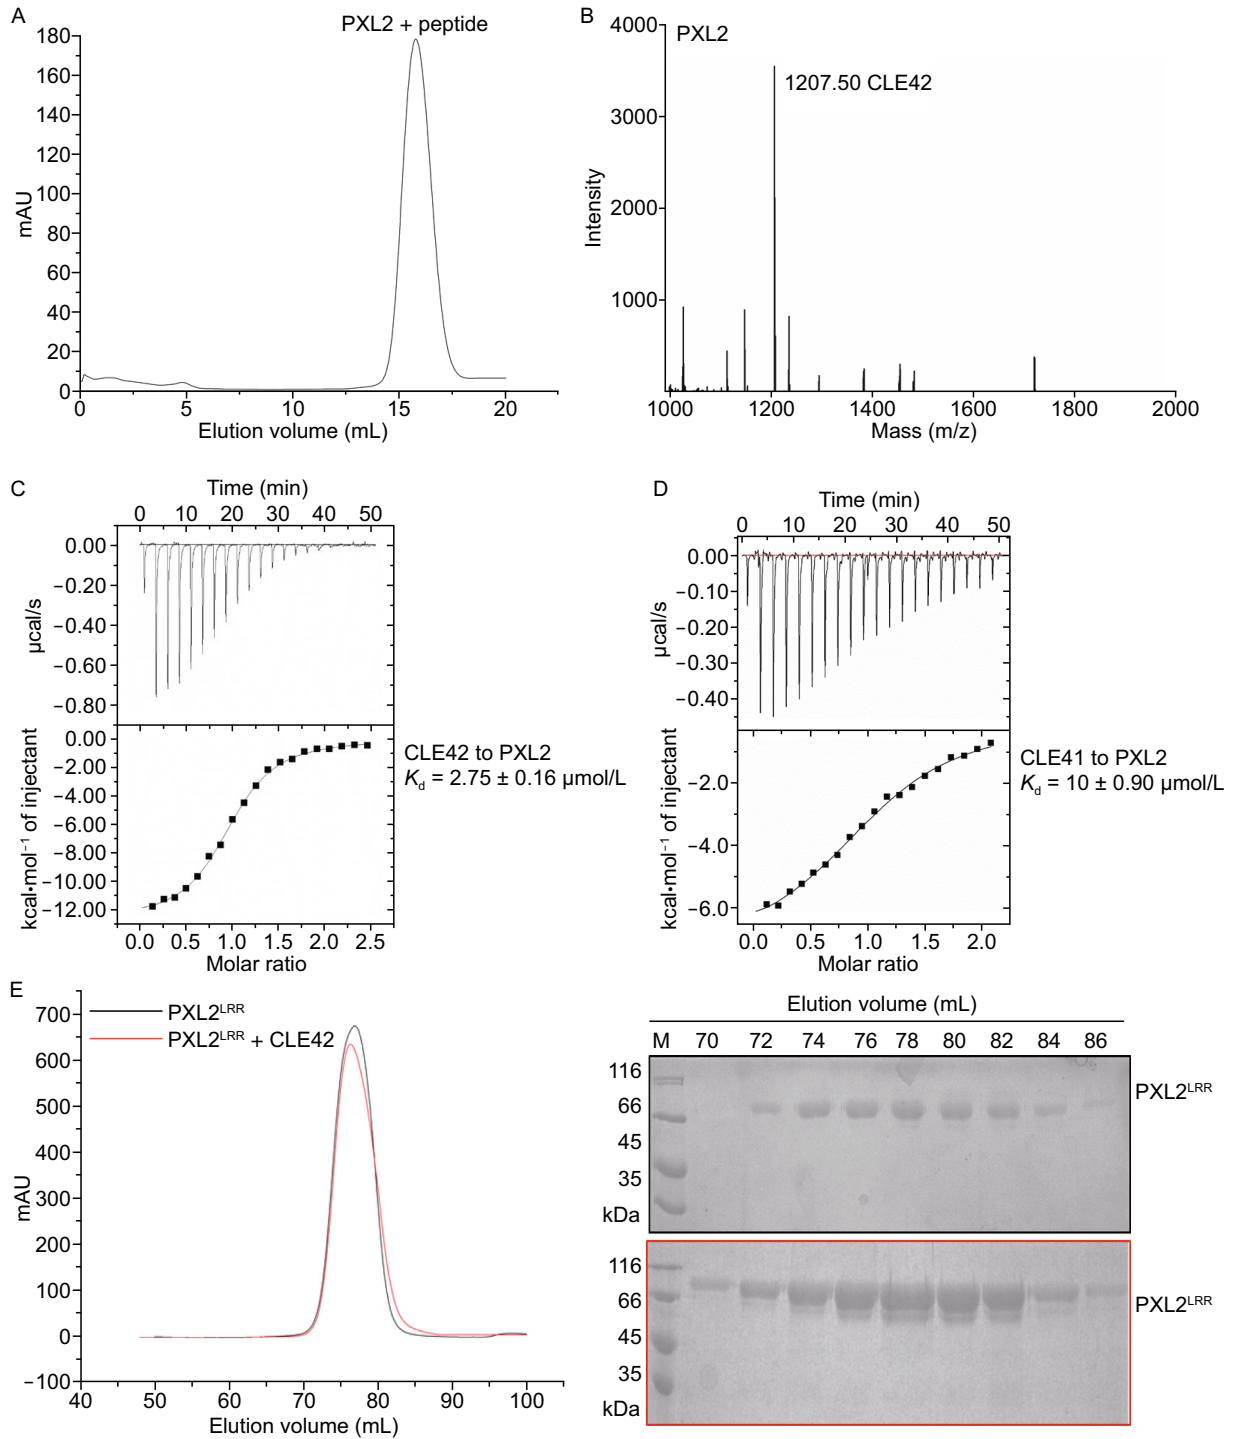 A
PXL2 + peptide
180
160
140
120
100
80
60
40
20
0
mAU
0 5 10 15 20
Elution volume (mL)
B
PXL2
1207.50 CLE42
4000
3000
2000
1000
Intensity
1000 1200 1400 1600 1800 2000
Mass (m/z)
C
Time (min)
0 10 20 30 40 50
0.00
−0.20
−0.40
−0.60
−0.80
µcal/s
0.00
−2.00
−4.00
−6.00
−8.00
−10.00
−12.00
kcal•mol⁻¹ of injectant
0.0 0.5 1.0 1.5 2.0 2.5
Molar ratio
CLE42 to PXL2
Kd = 2.75 ± 0.16 µmol/L
D
Time (min)
0 10 20 30 40 50
0.00
−0.10
−0.20
−0.30
−0.40
µcal/s
−2.0
−4.0
−6.0
kcal•mol⁻¹ of injectant
0.0 0.5 1.0 1.5 2.0
Molar ratio
CLE41 to PXL2
Kd = 10 ± 0.90 µmol/L
E
PXL2LRR
PXL2LRR + CLE42
700
600
500
400
300
200
100
0
−100
mAU
40 50 60 70 80 90 100
Elution volume (mL)
Elution volume (mL)
M 70 72 74 76 78 80 82 84 86
116
66
45
35
kDa
PXL2LRR
116
66
45
35
kDa
PXL2LRR